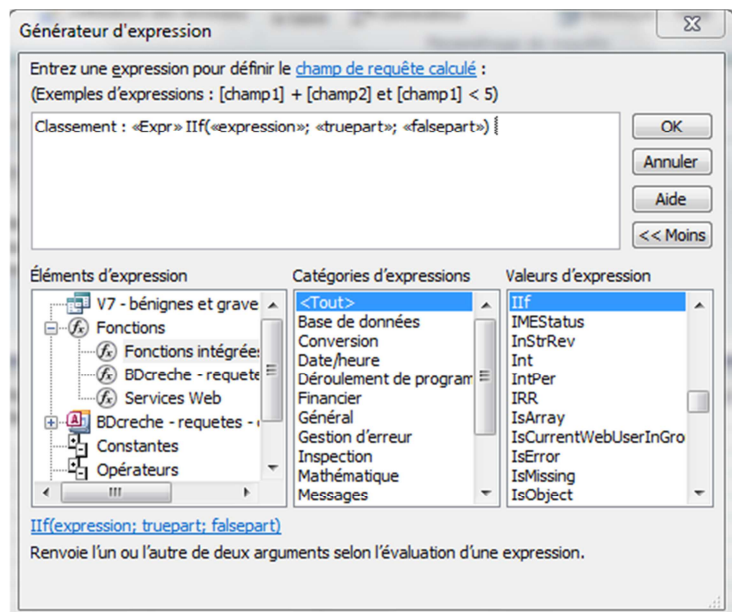 Générateur d'expression
Entrez une expression pour définir le champ de requête calculé :
(Exemples d'expressions : [champ1] + [champ2] et [champ1] < 5)
Classement : «Expr» IIf(«expression»; «truepart»; «falsepart»)
OK
Annuler
Aide
<< Moins
Éléments d'expression
V7 - bénignes et grave
Fonctions
Fonctions intégrées
BDcreche - requete
Services Web
BDcreche - requetes -
Constantes
Opérateurs
Catégories d'expressions
<Tout>
Base de données
Conversion
Date/heure
Déroulement de program
Financier
Général
Gestion d'erreur
Inspection
Mathématique
Messages
Valeurs d'expression
IIf
IMEStatus
InStrRev
Int
IntPer
IRR
IsArray
IsCurrentWebUserInGro
IsError
IsMissing
IsObject
IIf(expression; truepart; falsepart)
Renvoie l'un ou l'autre de deux arguments selon l'évaluation d'une expression.